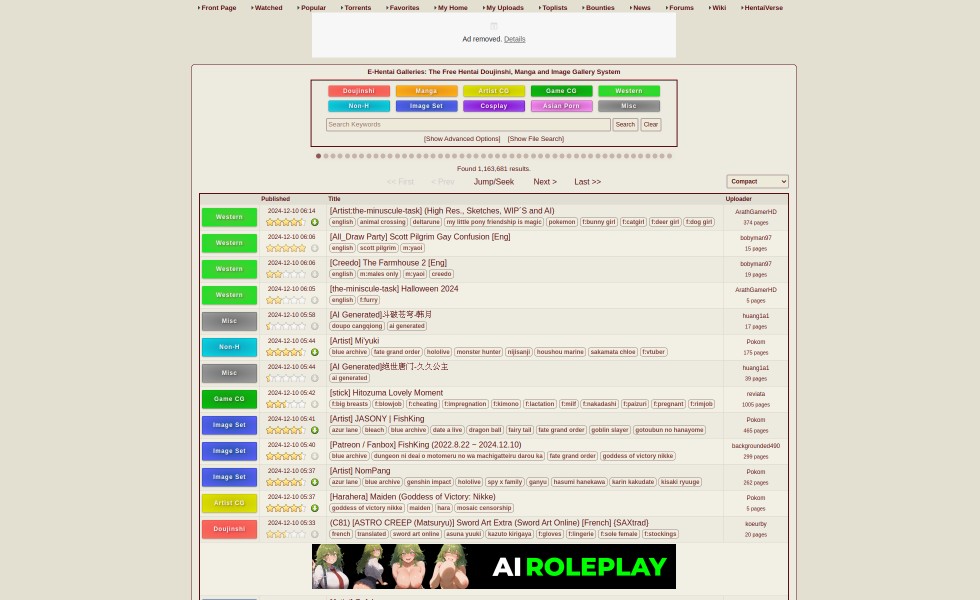 Front Page Watched Popular Torrents Favorites My Home My Uploads Toplists Bounties News Forums Wiki HentaiVerse
Ad removed. Details
E-Hentai Galleries: The Free Hentai Doujinshi, Manga and Image Gallery System
Doujinshi Manga Artist CG Game CG Western
Non-H Image Set Cosplay Asian Porn Misc
Search Keywords Search Clear
[Show Advanced Options] [Show File Search]
Found 1,163,681 results.
<< First < Prev Jump/Seek Next > Last >> Compact
Published Title Uploader
Western 2024-12-10 06:14 [Artist:the-minuscule-task] (High Res., Sketches, WIP´S and AI) ArathGamerHD
english animal crossing deltarune my little pony friendship is magic pokemon f:bunny girl f:catgirl f:deer girl f:dog girl 374 pages
Western 2024-12-10 06:06 [All_Draw Party] Scott Pilgrim Gay Confusion [Eng] bobyman97
english scott pilgrim m:yaoi 15 pages
Western 2024-12-10 06:06 [Creedo] The Farmhouse 2 [Eng] bobyman97
english m:males only m:yaoi creedo 19 pages
Western 2024-12-10 06:05 [the-miniscule-task] Halloween 2024 ArathGamerHD
english f:furry 5 pages
Misc 2024-12-10 05:58 [AI Generated]斗破苍穹-韩月 huang1a1
doupo cangqiong ai generated 17 pages
Non-H 2024-12-10 05:44 [Artist] Mi'yuki Pokom
blue archive fate grand order hololive monster hunter nijisanji houshou marine sakamata chloe f:vtuber 175 pages
Misc 2024-12-10 05:44 [AI Generated]绝世唐门-久久公主 huang1a1
ai generated 39 pages
Game CG 2024-12-10 05:42 [stick] Hitozuma Lovely Moment reviata
f:big breasts f:blowjob f:cheating f:impregnation f:kimono f:lactation f:milf f:nakadashi f:paizuri f:pregnant f:rimjob 1005 pages
Image Set 2024-12-10 05:41 [Artist] JASONY | FishKing Pokom
azur lane bleach blue archive date a live dragon ball fairy tail fate grand order goblin slayer gotoubun no hanayome 465 pages
Image Set 2024-12-10 05:40 [Patreon / Fanbox] FishKing (2022.8.22 ~ 2024.12.10) backgrounded490
blue archive dungeon ni deai o motomeru no wa machigatteiru darou ka fate grand order goddess of victory nikke 299 pages
Image Set 2024-12-10 05:37 [Artist] NomPang Pokom
azur lane blue archive genshin impact hololive spy x family ganyu hasumi hanekawa karin kakudate kisaki ryuuge 262 pages
Artist CG 2024-12-10 05:37 [Harahera] Maiden (Goddess of Victory: Nikke) Pokom
goddess of victory nikke maiden hara mosaic censorship 5 pages
Doujinshi 2024-12-10 05:33 (C81) [ASTRO CREEP (Matsuryu)] Sword Art Extra (Sword Art Online) [French] {SAXtrad} koeurby
french translated sword art online asuna yuuki kazuto kirigaya f:gloves f:lingerie f:sole female f:stockings 20 pages
AI ROLEPLAY